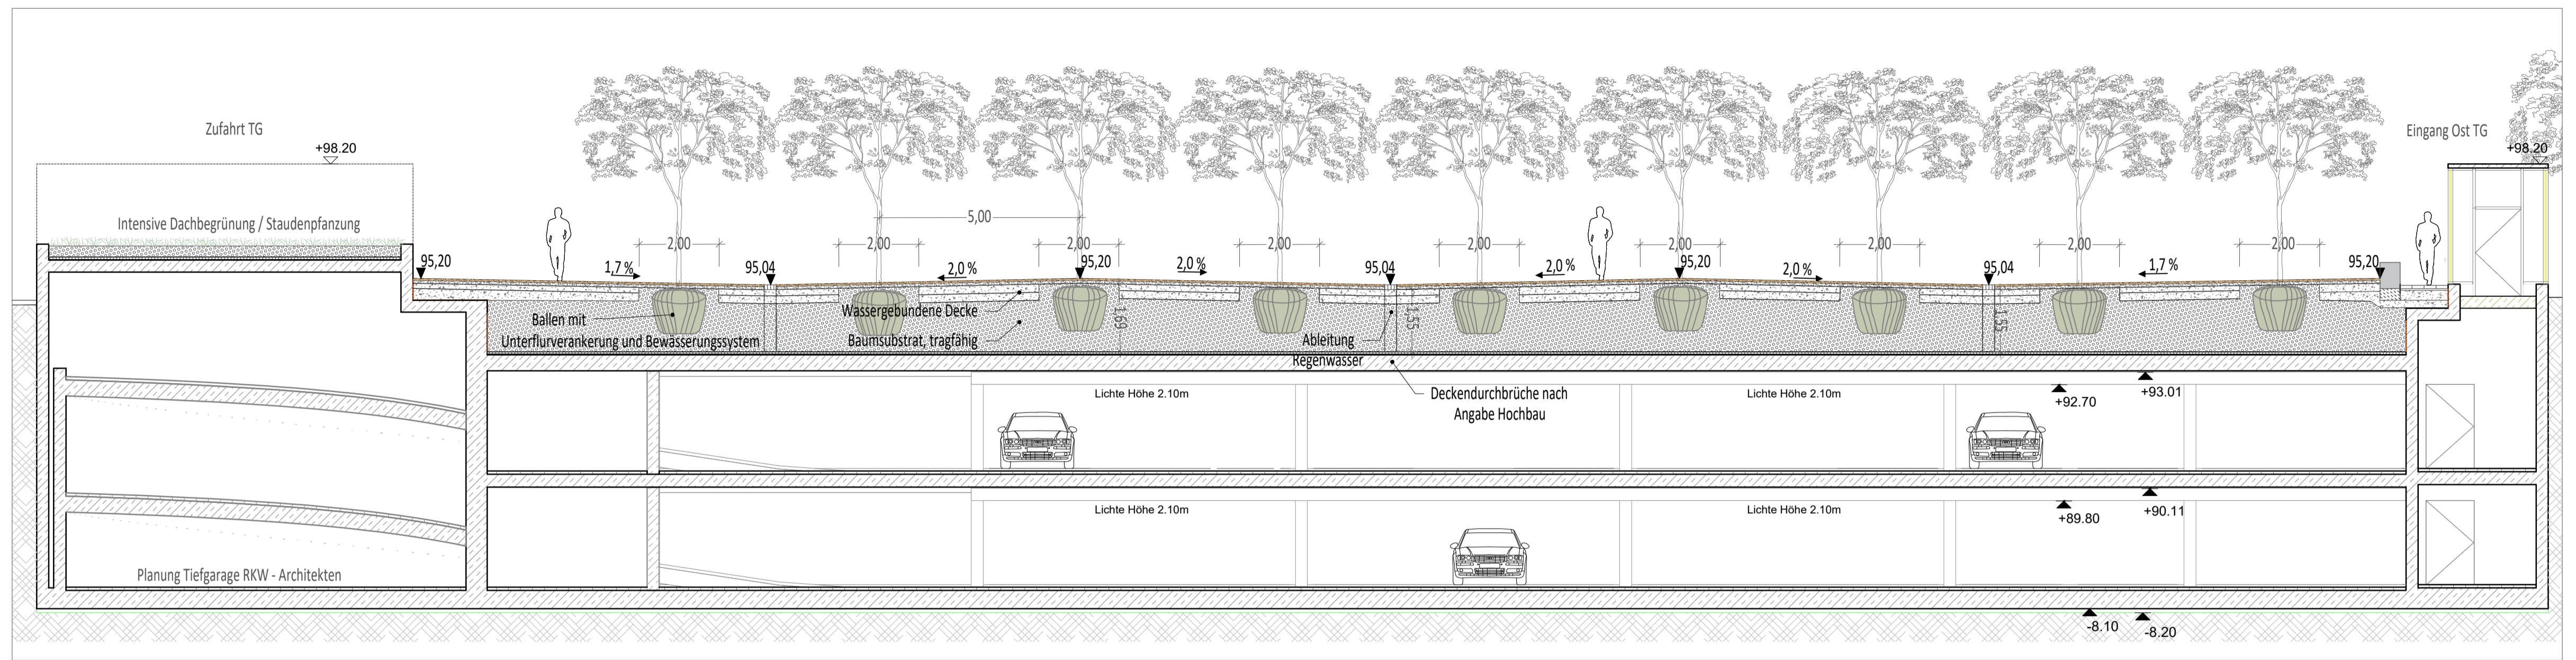 Zufahrt TG
Eingang Ost TG
+98.20
+98.20
Intensive Dachbegrünung / Staudenpfanzung
5,00
2,00
2,00
2,00
2,00
2,00
2,00
2,00
2,00
2,00
95,20
1,7 %
95,04
2,0 %
95,20
2,0 %
95,04
2,0 %
95,20
2,0 %
95,04
1,7 %
95,20
Wassergebundene Decke
Ballen mit
Unterflurverankerung und Bewässerungssystem
Baumsubstrat, tragfähig
1.69
Ableitung
Regenwasser
1.55
1.55
Deckendurchbrüche nach
Angabe Hochbau
Lichte Höhe 2.10m
Lichte Höhe 2.10m
+92.70
+93.01
Lichte Höhe 2.10m
Lichte Höhe 2.10m
+89.80
+90.11
Planung Tiefgarage RKW - Architekten
-8.10
-8.20